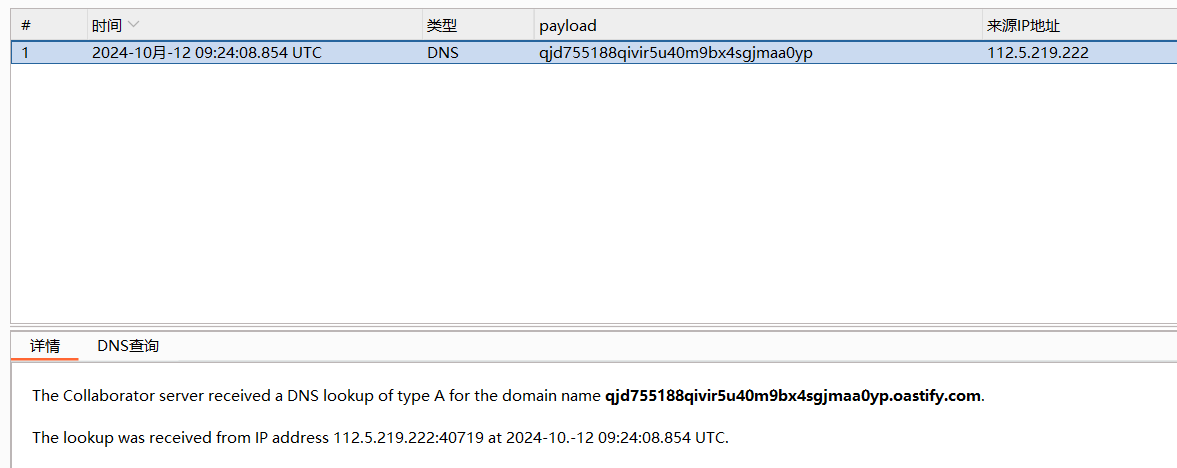 # 时间 类型 payload 来源IP地址
1 2024-10月-12 09:24:08.854 UTC DNS qjd755188qivir5u40m9bx4sgjmaa0yp 112.5.219.222
详情 DNS查询
The Collaborator server received a DNS lookup of type A for the domain name qjd755188qivir5u40m9bx4sgjmaa0yp.oastify.com.
The lookup was received from IP address 112.5.219.222:40719 at 2024-10.-12 09:24:08.854 UTC.